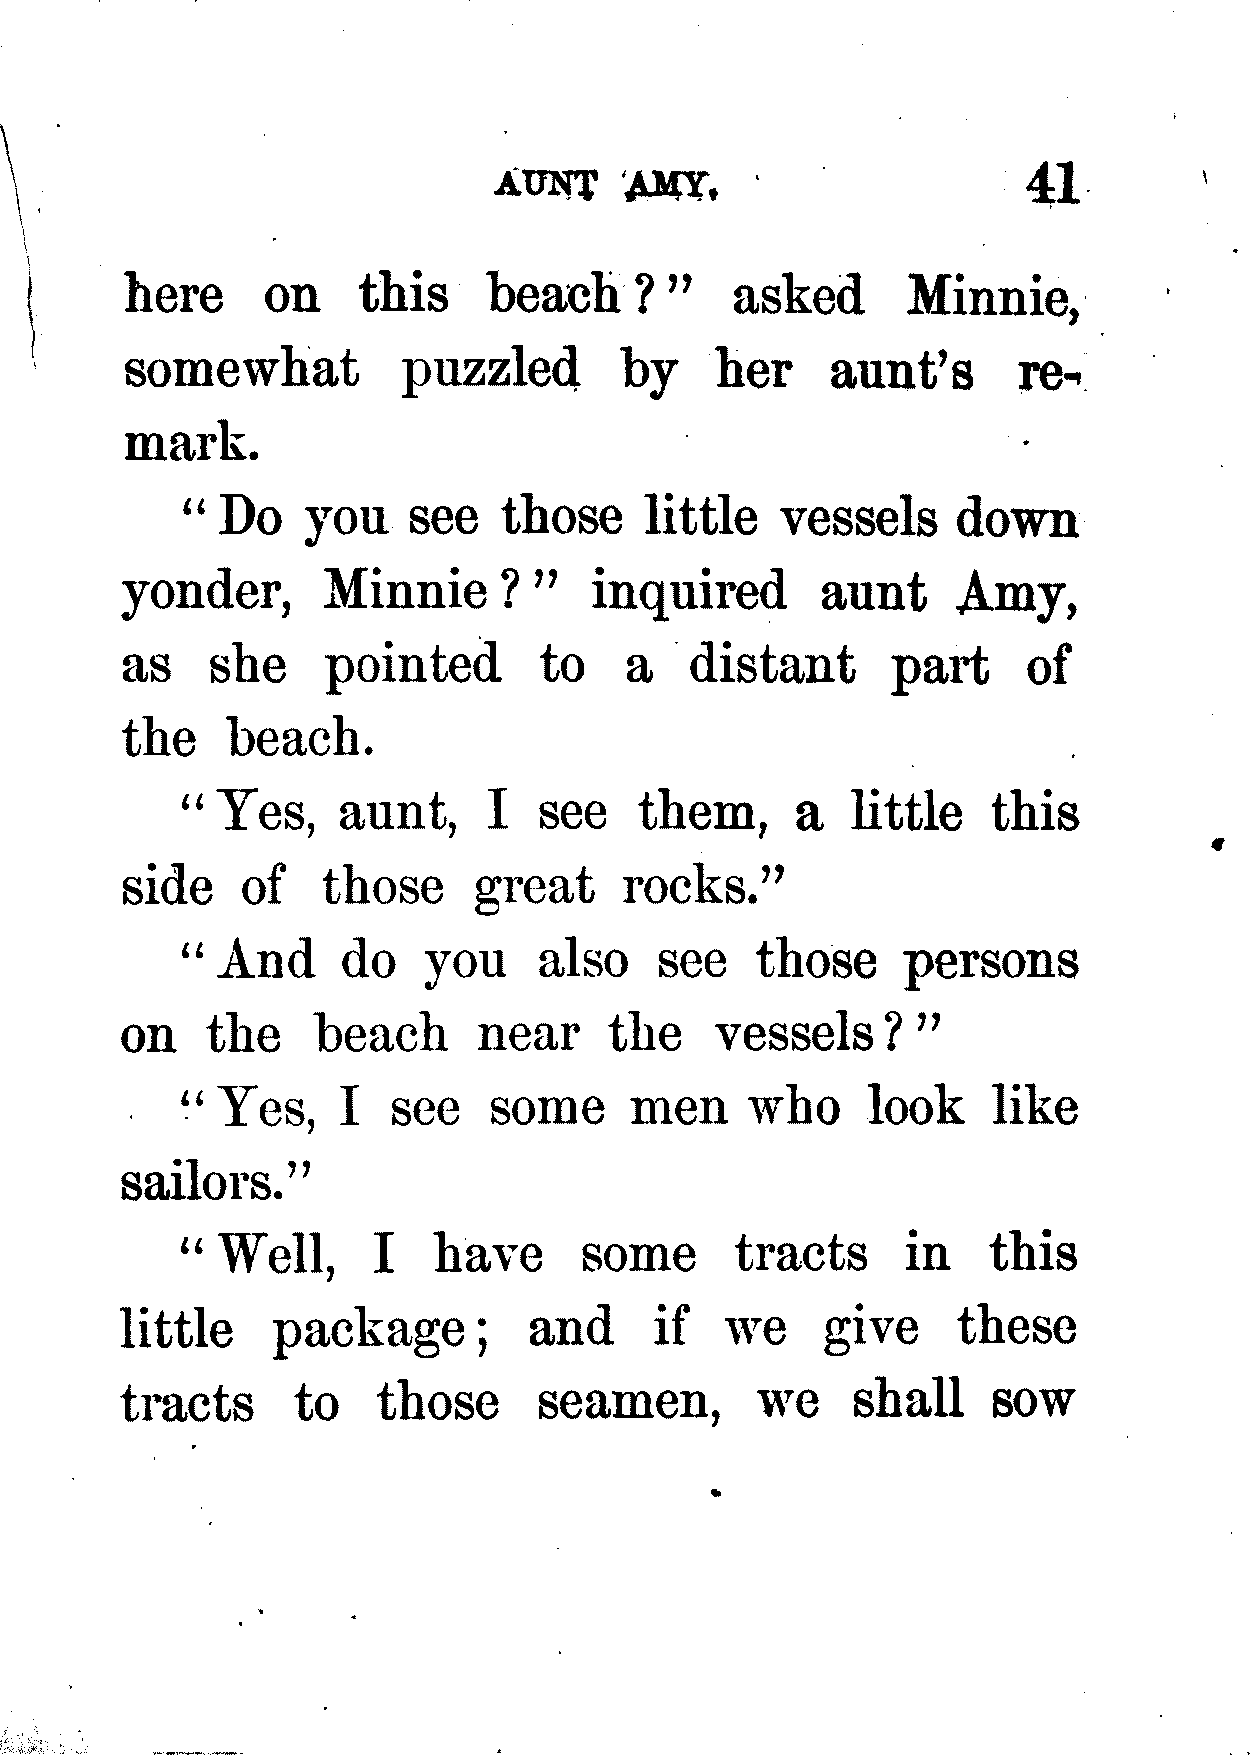 AUNT AMY. 41
here on this beach?" asked Minnie,
somewhat puzzled by her aunt's re-
mark.
"Do you see those little vessels down
yonder, Minnie?" inquired aunt Amy,
as she pointed to a distant part of
the beach.
"Yes, aunt, I see them, a little this
side of those great rocks."
"And do you also see those persons
on the beach near the vessels?"
"Yes, I see some men who look like
sailors."
"Well, I have some tracts in this
little package; and if we give these
tracts to those seamen, we shall sow